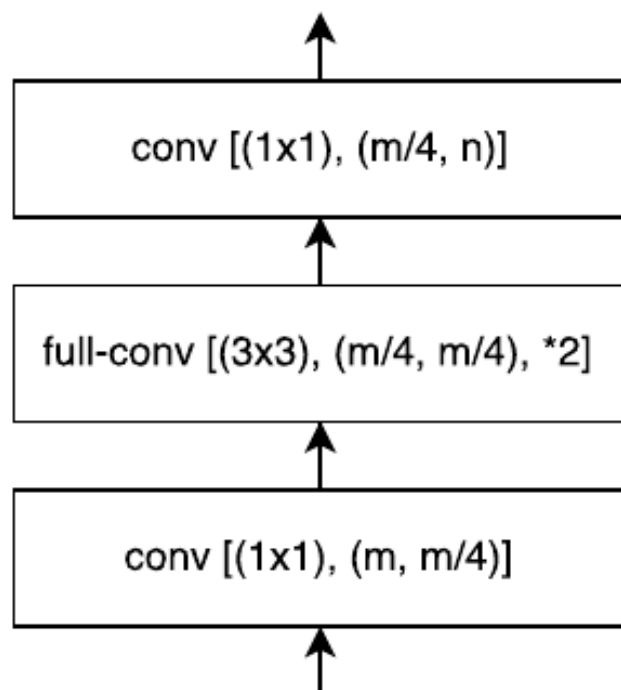 conv [(1x1), (m/4, n)]
full-conv [(3x3), (m/4, m/4), *2]
conv [(1x1), (m, m/4)]